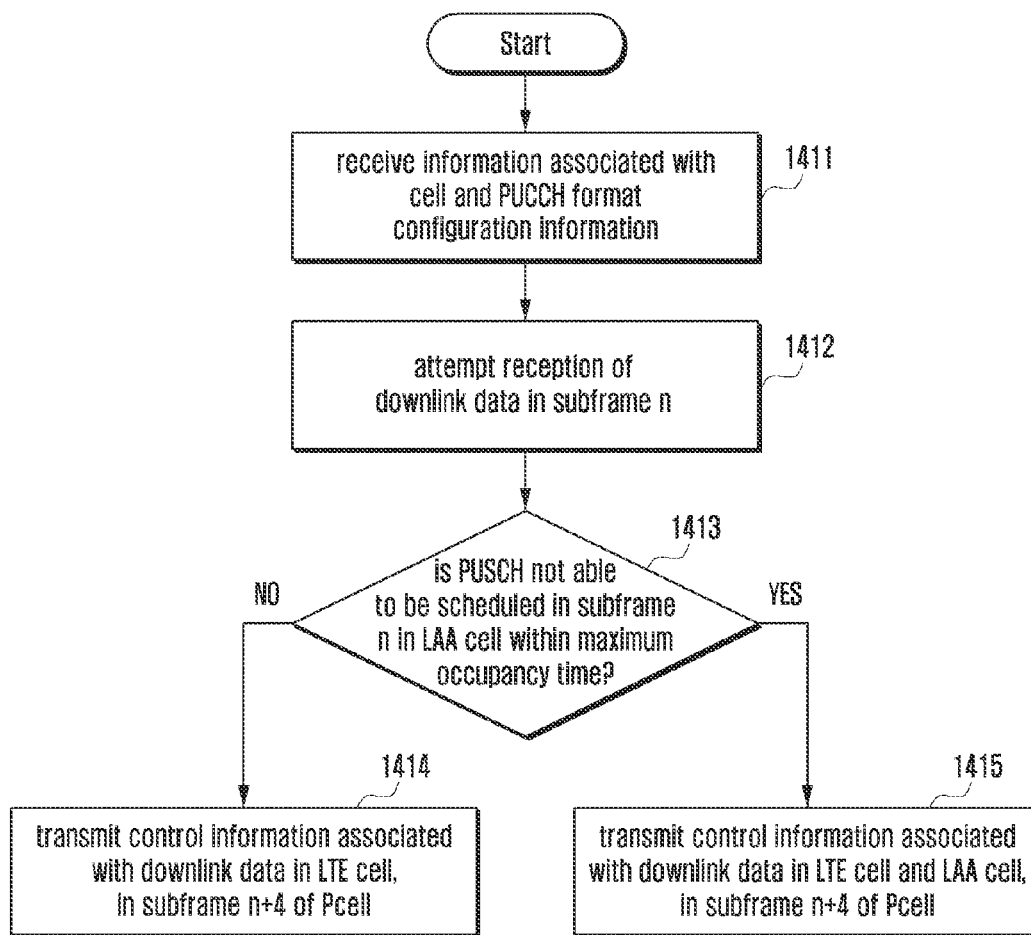 Start
receive information associated with
cell and PUCCH format
configuration information
1411
attempt reception of
downlink data in subframe n
1412
is PUSCH not able
to be scheduled in subframe
n in LAA cell within maximum
occupancy time?
1413
NO
YES
1414
transmit control information associated
with downlink data in LTE cell,
in subframe n+4 of Pcell
1415
transmit control information associated
with downlink data in LTE cell and LAA cell,
in subframe n+4 of Pcell